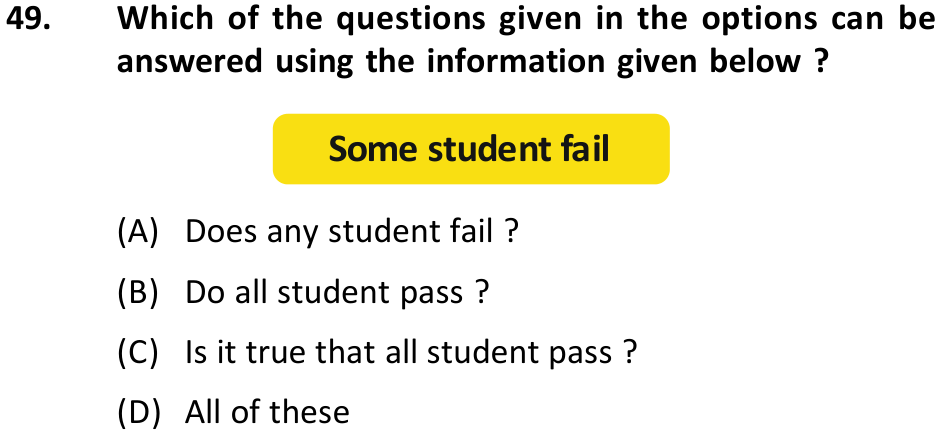 49. Which of the questions given in the options can be
answered using the information given below ?
Some student fail
(A) Does any student fail ?
(B) Do all student pass ?
(C) Is it true that all student pass ?
(D) All of these